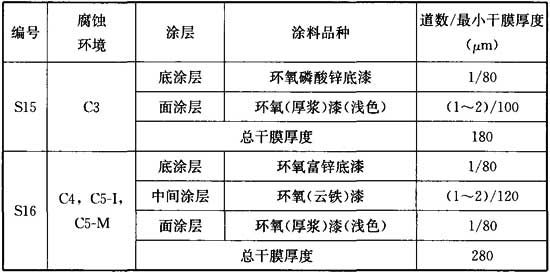 编号 腐蚀环境 涂层 涂料品种 道数/最小干膜厚度(μm)
S15 C3 底涂层 环氧磷酸锌底漆 1/80
面涂层 环氧(厚浆)漆(浅色) (1～2)/100
总干膜厚度 180
S16 C4，C5-I，C5-M 底涂层 环氧富锌底漆 1/80
中间涂层 环氧(云铁)漆 (1～2)/120
面涂层 环氧(厚浆)漆(浅色) 1/80
总干膜厚度 280